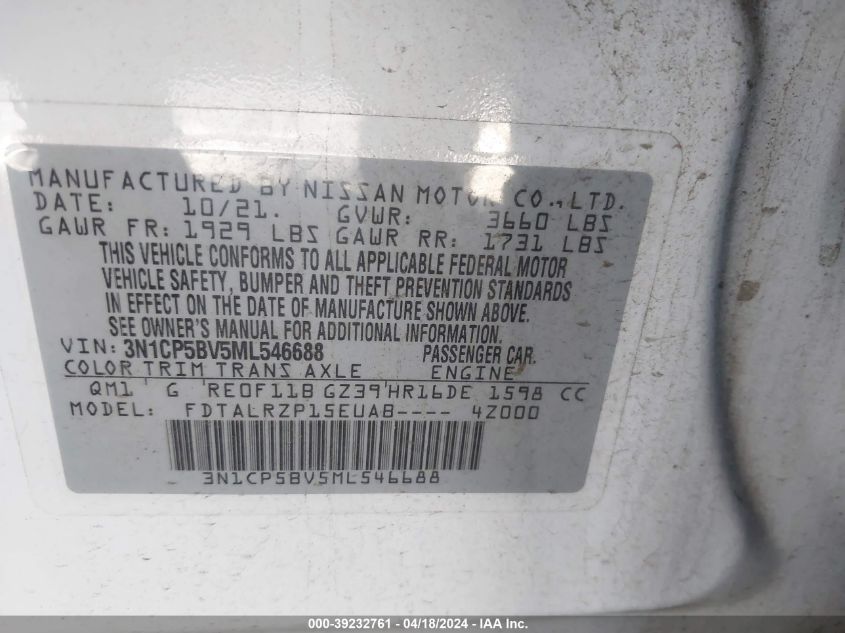 MANUFACTURED BY NISSAN MOTOR CO., LTD.
DATE: 10/21. GVWR: 3660 LBS
GAWR FR: 1929 LBS GAWR RR: 1731 LBS
THIS VEHICLE CONFORMS TO ALL APPLICABLE FEDERAL MOTOR
VEHICLE SAFETY, BUMPER AND THEFT PREVENTION STANDARDS
IN EFFECT ON THE DATE OF MANUFACTURE SHOWN ABOVE.
SEE OWNER'S MANUAL FOR ADDITIONAL INFORMATION.
VIN: 3N1CP5BV5ML546688 PASSENGER CAR.
COLOR TRIM TRANS AXLE ENGINE
QM1 G RE0F11B GZ39 HR16DE 1598 CC
MODEL: FDTALRZP15EUAB---- 4Z000
3N1CP5BV5ML546688
000-39232761 - 04/18/2024 - IAA Inc.